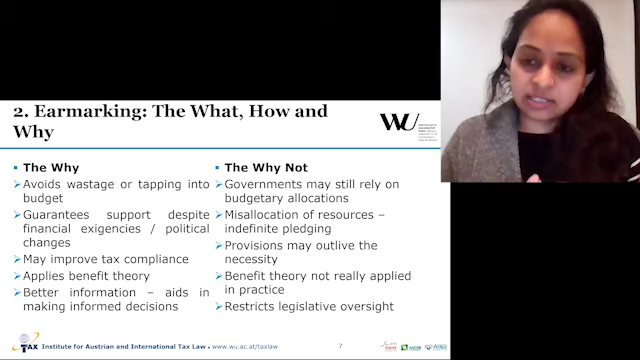 2. Earmarking: The What, How and
Why
WU
▪ The Why
➢Avoids wastage or tapping into
budget
➢Guarantees support despite
financial exigencies / political
changes
➢May improve tax compliance
➢Applies benefit theory
➢Better information – aids in
making informed decisions
▪ The Why Not
➢Governments may still rely on
budgetary allocations
➢Misallocation of resources –
indefinite pledging
➢Provisions may outlive the
necessity
➢Benefit theory not really applied
in practice
➢Restricts legislative oversight
TAX
Institute for Austrian and International Tax Law ▪ www.wu.ac.at/taxlaw
7